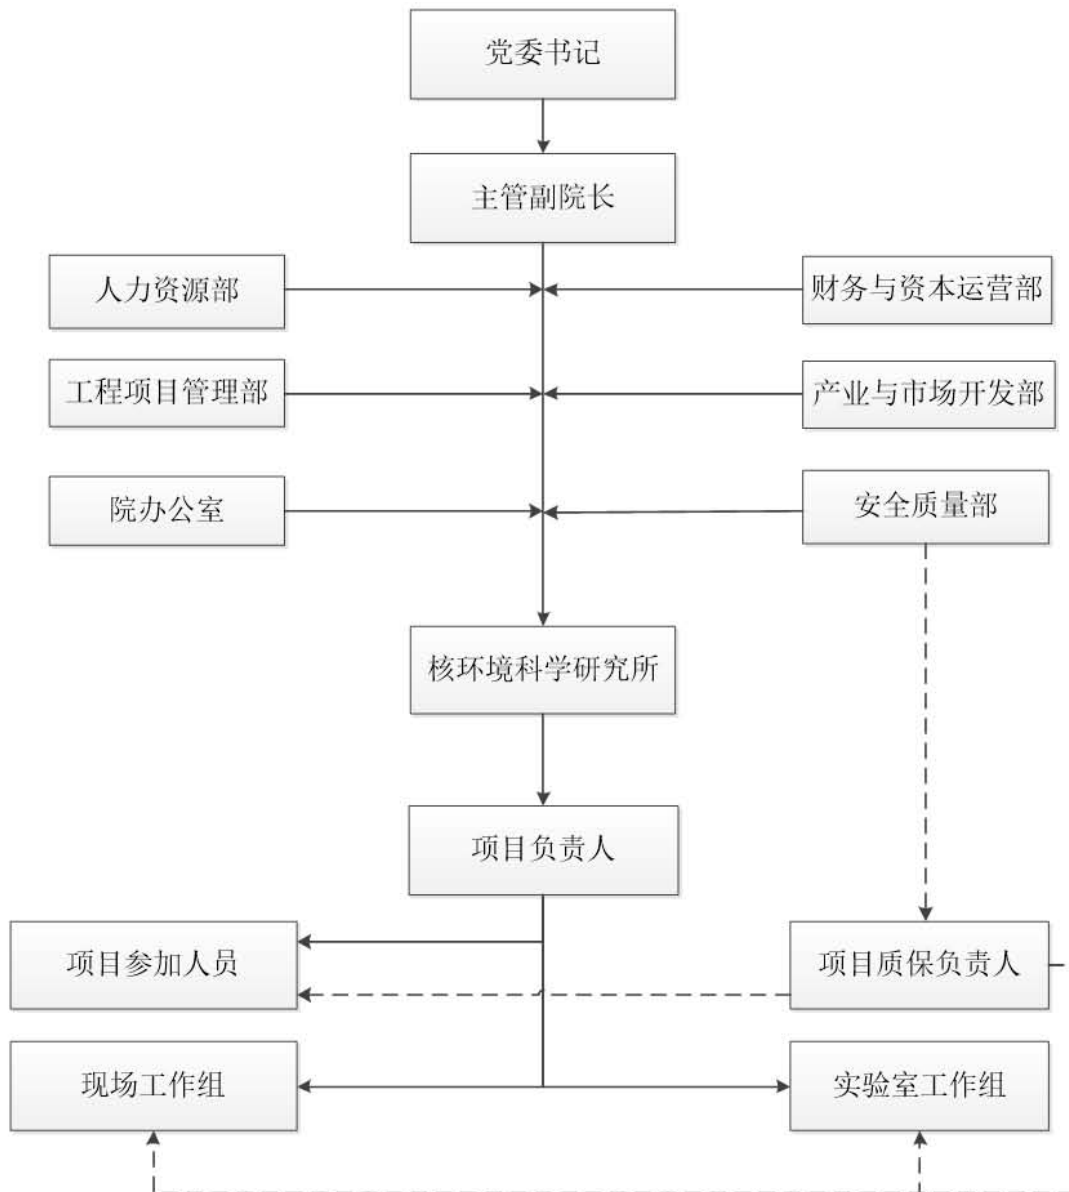 党委书记
主管副院长
人力资源部
财务与资本运营部
工程项目管理部
产业与市场开发部
院办公室
安全质量部
核环境科学研究所
项目负责人
项目参加人员
项目质保负责人
现场工作组
实验室工作组